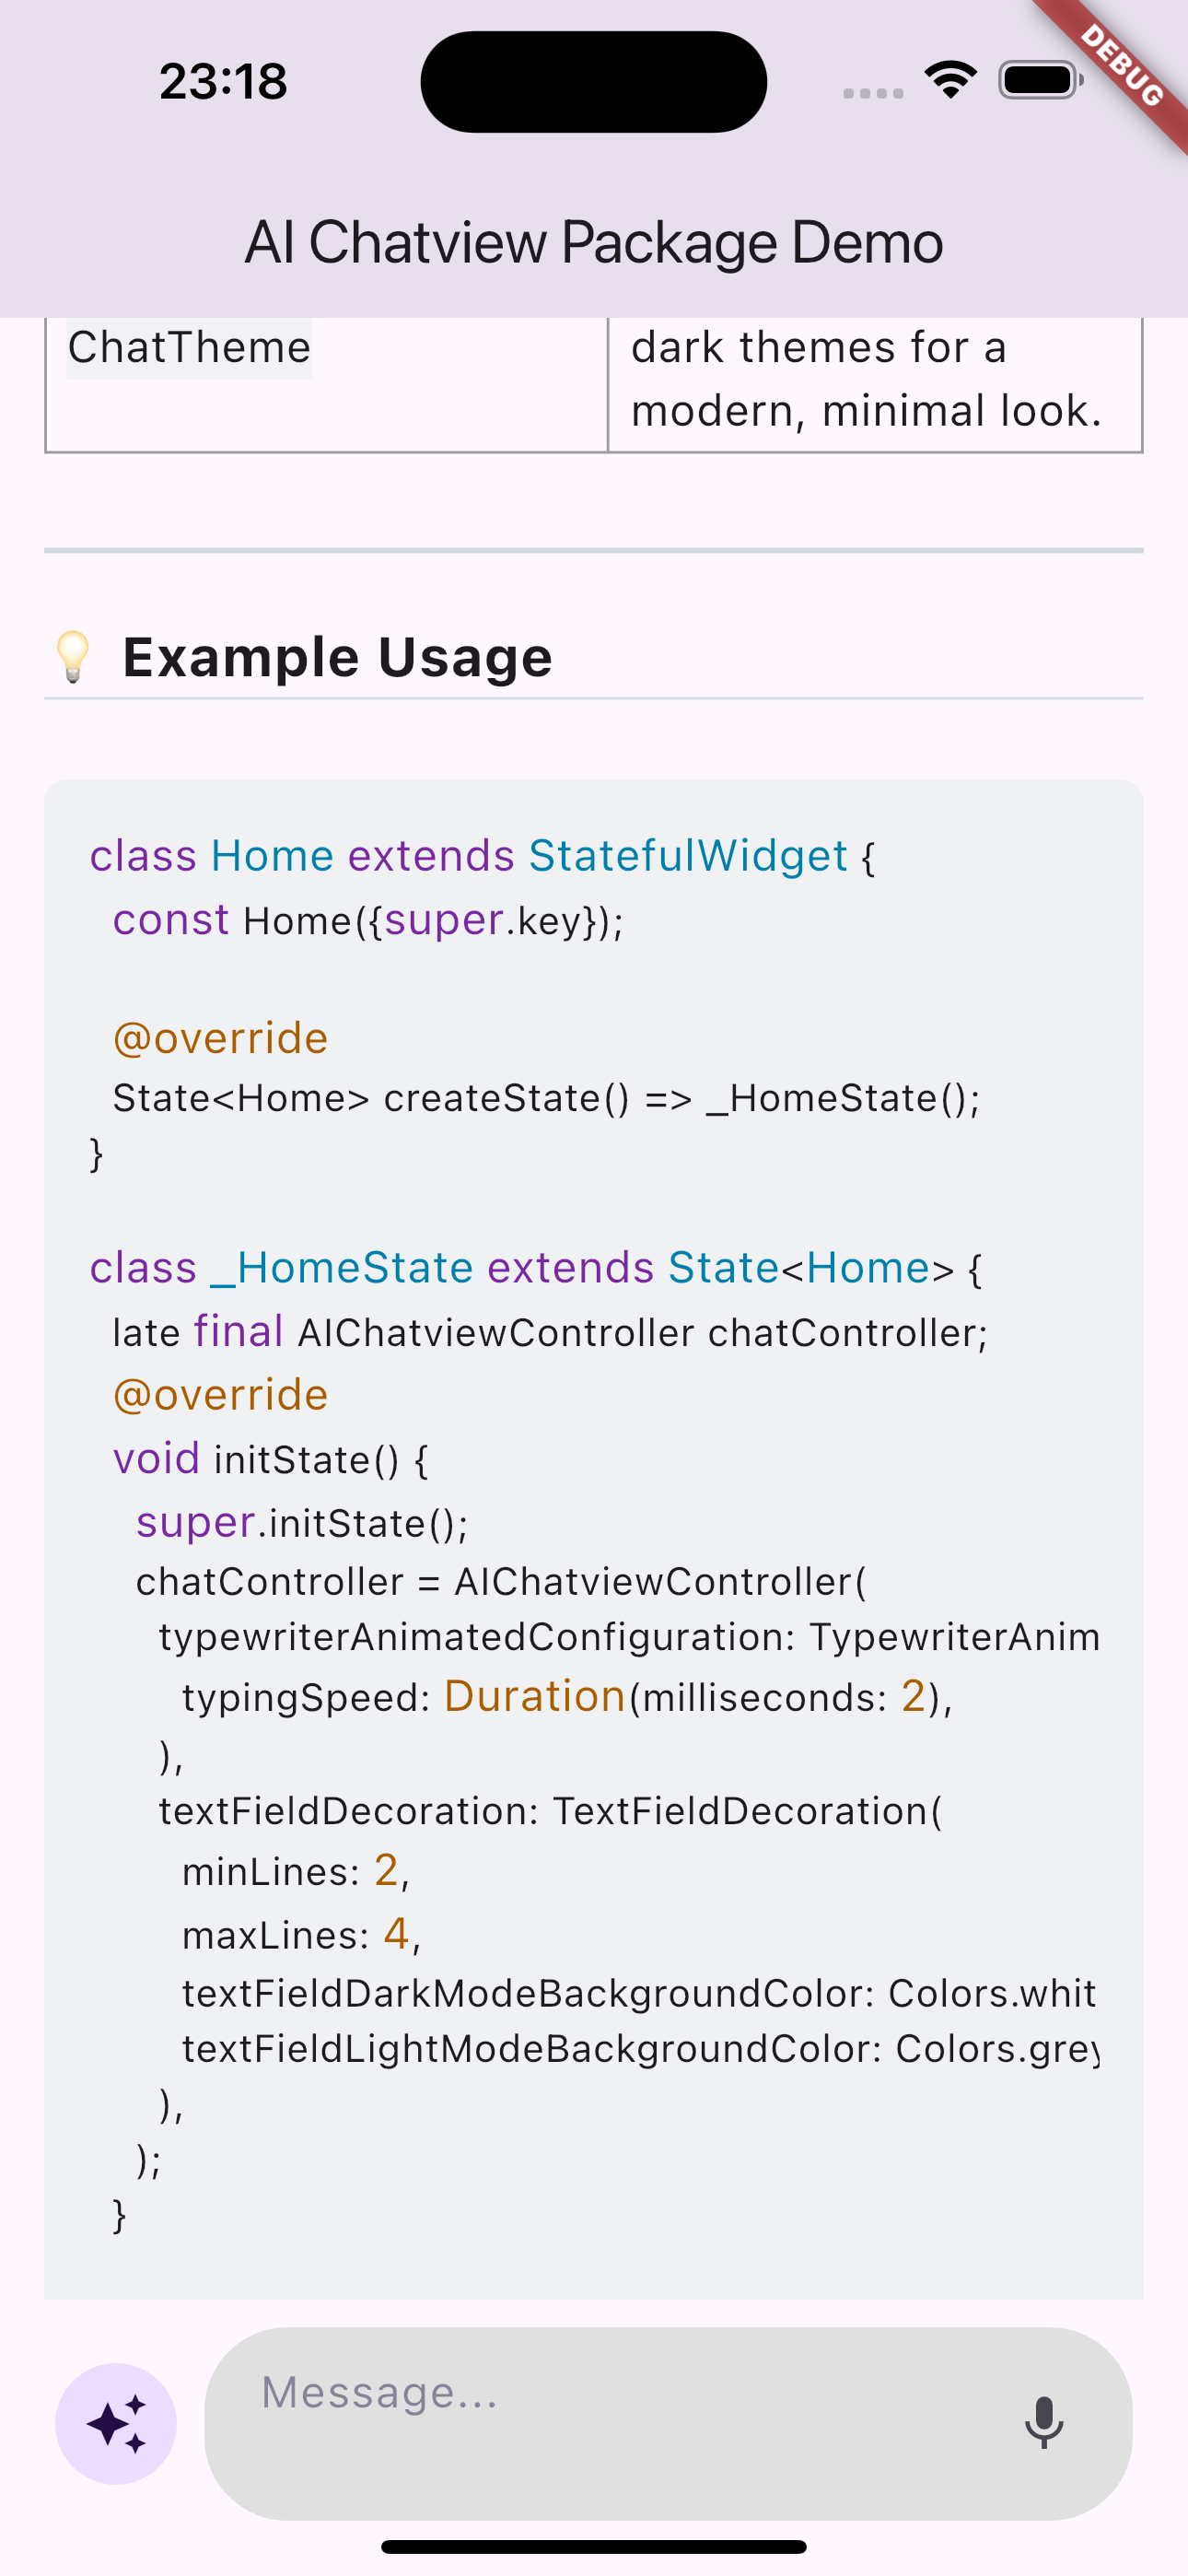 23:18
DEBUG
AI Chatview Package Demo
ChatTheme
dark themes for a
modern, minimal look.
💡 Example Usage
class Home extends StatefulWidget {
  const Home({super.key});

  @override
  State<Home> createState() => _HomeState();
}

class _HomeState extends State<Home> {
  late final AIChatviewController chatController;
  @override
  void initState() {
    super.initState();
    chatController = AIChatviewController(
      typewriterAnimatedConfiguration: TypewriterAnim
        typingSpeed: Duration(milliseconds: 2),
      ),
      textFieldDecoration: TextFieldDecoration(
        minLines: 2,
        maxLines: 4,
        textFieldDarkModeBackgroundColor: Colors.whit
        textFieldLightModeBackgroundColor: Colors.grey
      ),
    );
  }
Message...